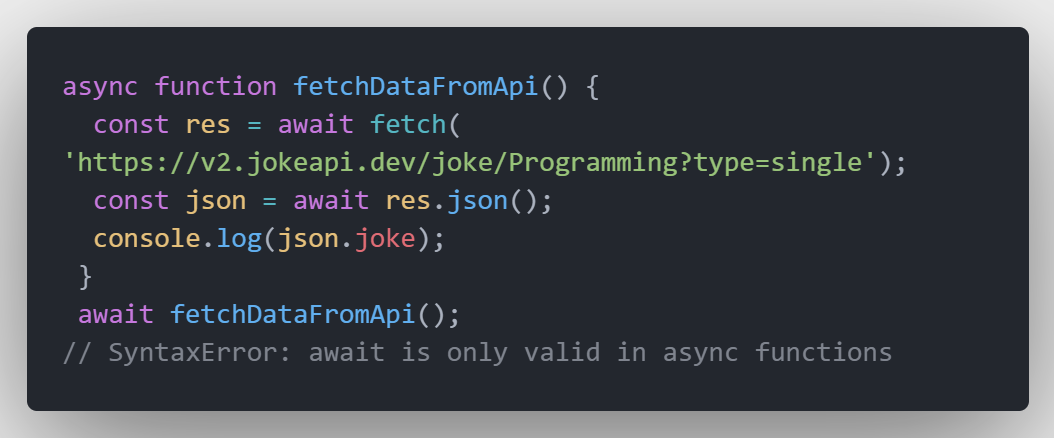 async function fetchDataFromApi() {
  const res = await fetch(
'https://v2.jokeapi.dev/joke/Programming?type=single');
  const json = await res.json();
  console.log(json.joke);
 }
 await fetchDataFromApi();
// SyntaxError: await is only valid in async functions